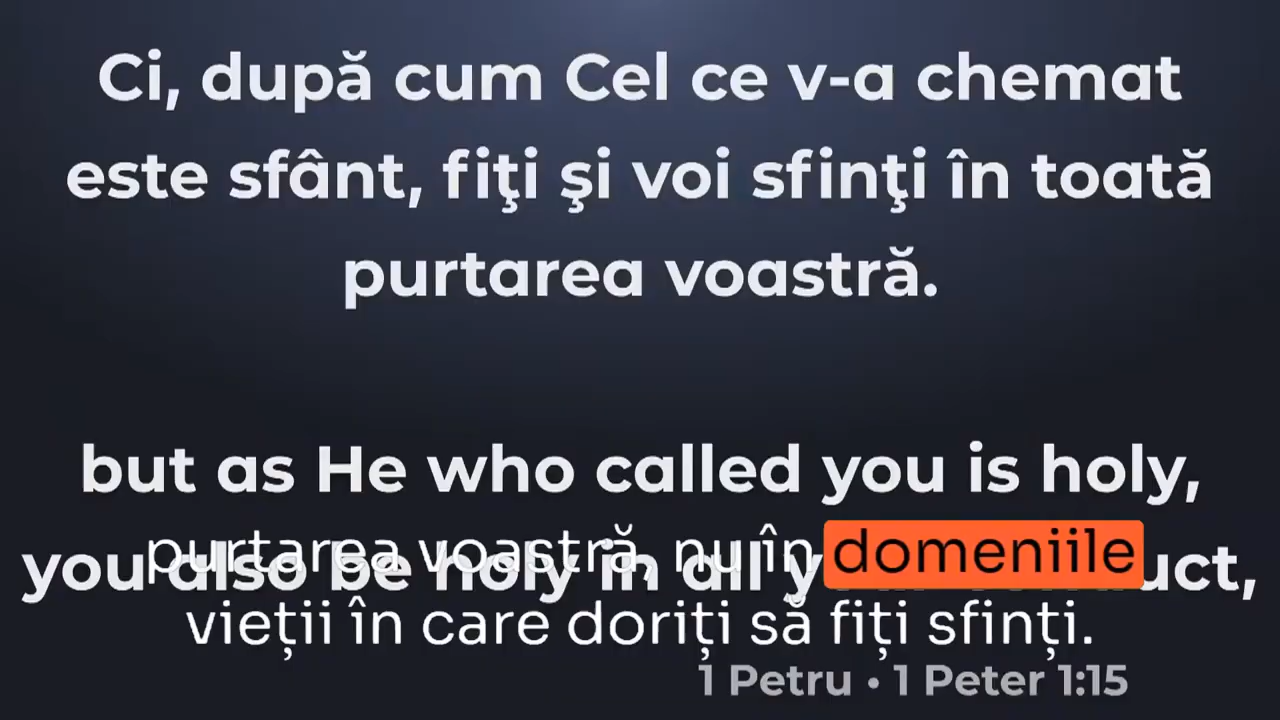 Ci, după cum Cel ce v-a chemat
este sfânt, fiţi şi voi sfinţi în toată
purtarea voastră.
but as He who called you is holy,
purtarea voastră, nu în domeniile
you also be holy in all your conduct,
vieții în care doriți să fiți sfinți.
1 Petru • 1 Peter 1:15